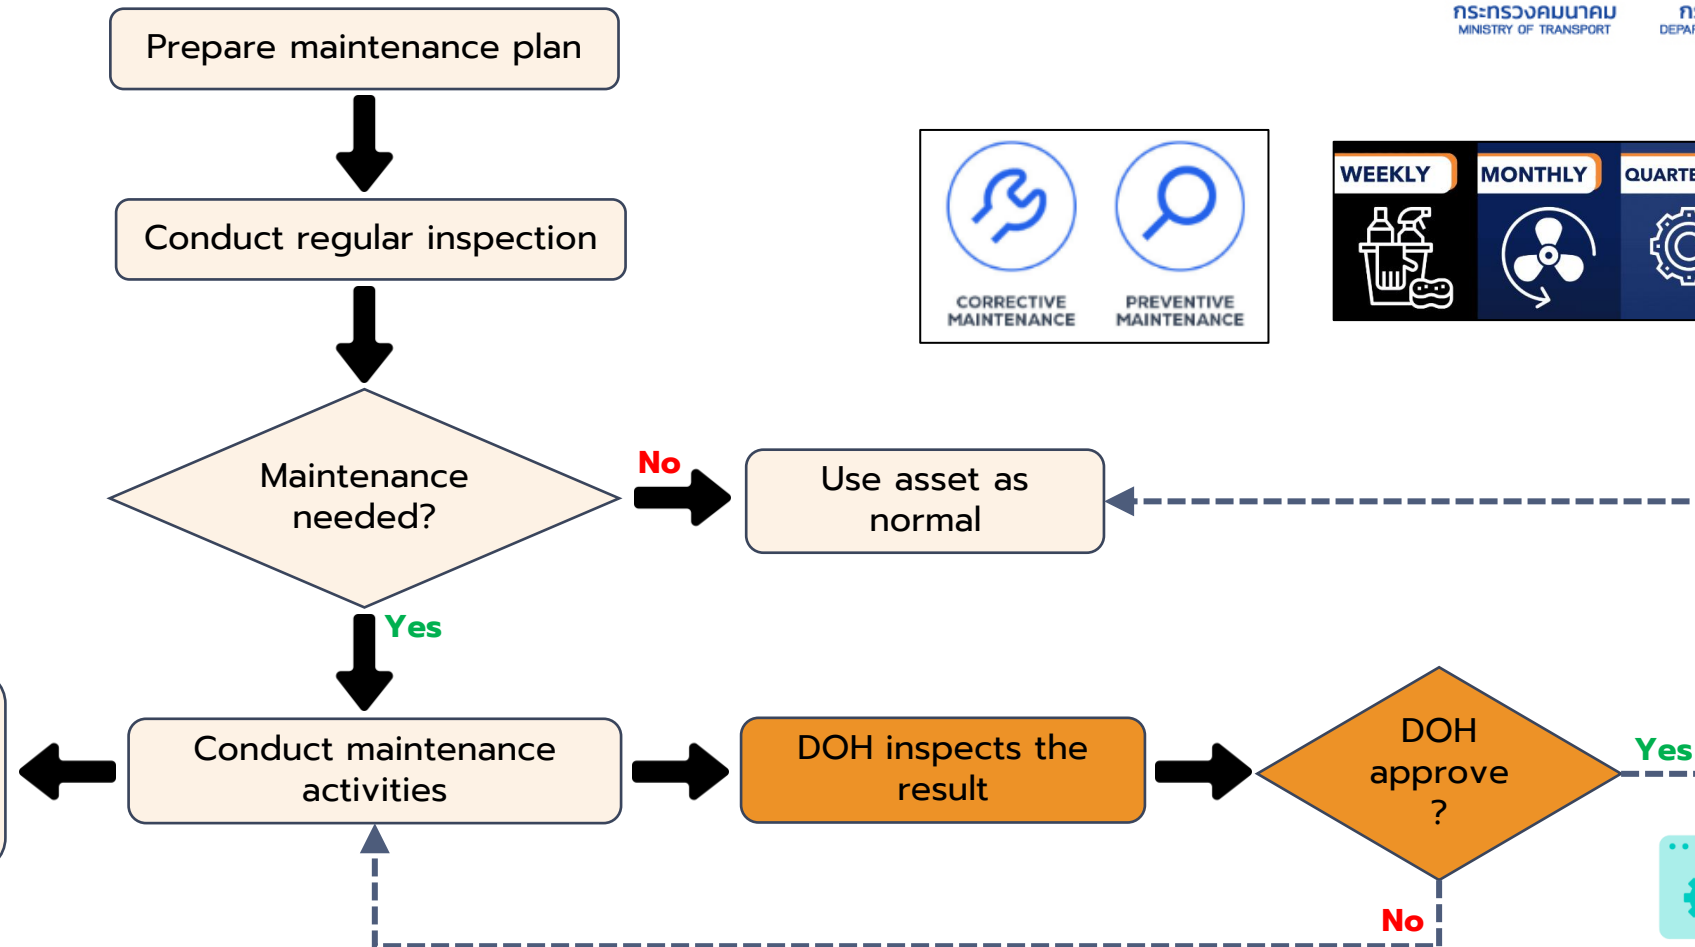 กระทรวงคมนาคม
MINISTRY OF TRANSPORT
Prepare maintenance plan
Conduct regular inspection
CORRECTIVE
MAINTENANCE
PREVENTIVE
MAINTENANCE
WEEKLY
MONTHLY
Maintenance
needed?
No
Use asset as
normal
Yes
Conduct maintenance
activities
DOH inspects the
result
DOH
approve
?
Yes
No